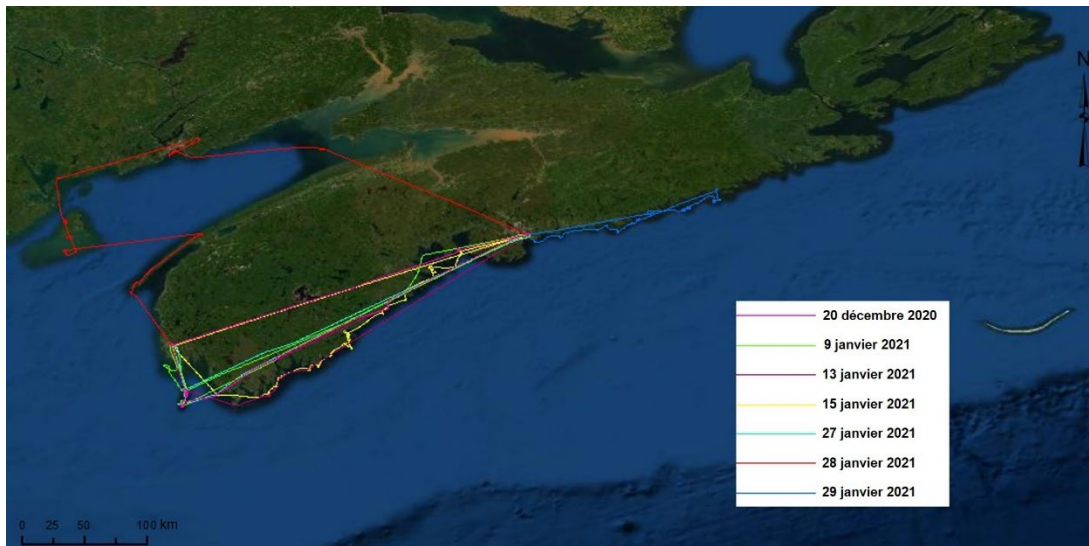 N
20 décembre 2020
9 janvier 2021
13 janvier 2021
15 janvier 2021
27 janvier 2021
28 janvier 2021
29 janvier 2021
0 25 50 100 km